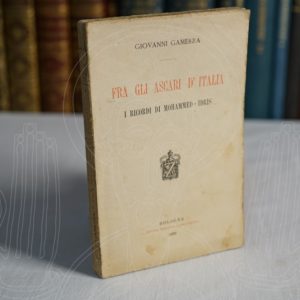 GIOVANNI GAMERRA
FRA GLI ASCARI D'ITALIA
I RICORDI DI MOHAMMED - IDRIS
BOLOGNA